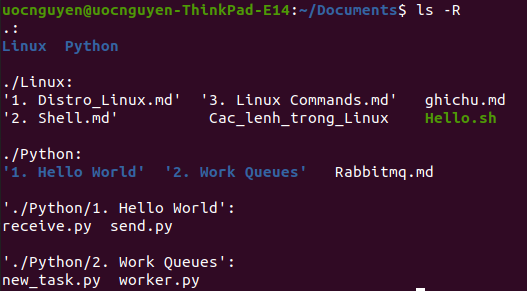 uocnguyen@uocnguyen-ThinkPad-E14:~/Documents$ ls -R
.:
Linux  Python
./Linux:
'1. Distro_Linux.md'  '3. Linux Commands.md'   ghichu.md
'2. Shell.md'          Cac_lenh_trong_Linux    Hello.sh
./Python:
'1. Hello World'  '2. Work Queues'   Rabbitmq.md
'./Python/1. Hello World':
receive.py  send.py
'./Python/2. Work Queues':
new_task.py  worker.py